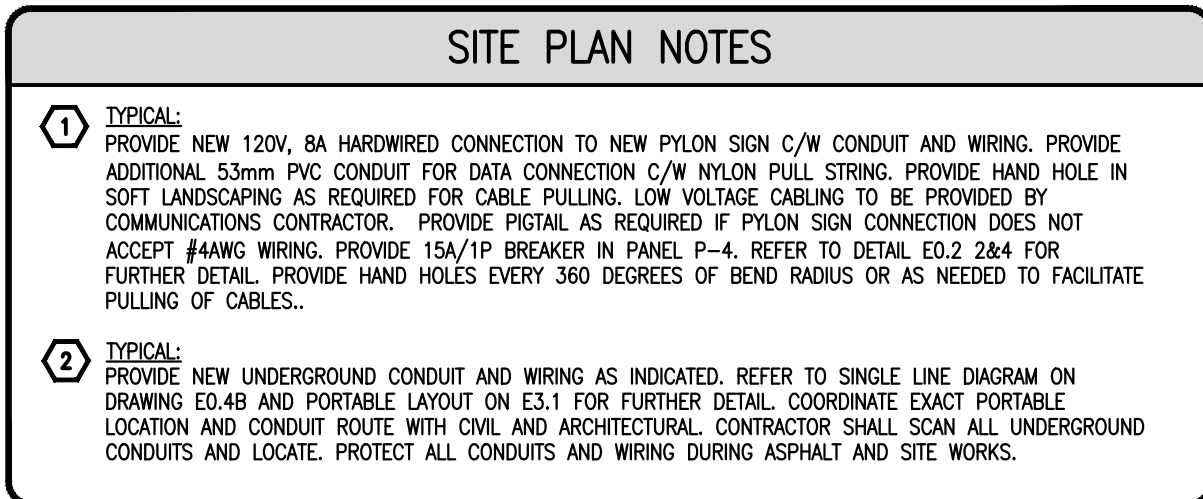 SITE PLAN NOTES
1 TYPICAL:
PROVIDE NEW 120V, 8A HARDWIRED CONNECTION TO NEW PYLON SIGN C/W CONDUIT AND WIRING. PROVIDE
ADDITIONAL 53mm PVC CONDUIT FOR DATA CONNECTION C/W NYLON PULL STRING. PROVIDE HAND HOLE IN
SOFT LANDSCAPING AS REQUIRED FOR CABLE PULLING. LOW VOLTAGE CABLING TO BE PROVIDED BY
COMMUNICATIONS CONTRACTOR. PROVIDE PIGTAIL AS REQUIRED IF PYLON SIGN CONNECTION DOES NOT
ACCEPT #4AWG WIRING. PROVIDE 15A/1P BREAKER IN PANEL P-4. REFER TO DETAIL E0.2 2&4 FOR
FURTHER DETAIL. PROVIDE HAND HOLES EVERY 360 DEGREES OF BEND RADIUS OR AS NEEDED TO FACILITATE
PULLING OF CABLES..
2 TYPICAL:
PROVIDE NEW UNDERGROUND CONDUIT AND WIRING AS INDICATED. REFER TO SINGLE LINE DIAGRAM ON
DRAWING E0.4B AND PORTABLE LAYOUT ON E3.1 FOR FURTHER DETAIL. COORDINATE EXACT PORTABLE
LOCATION AND CONDUIT ROUTE WITH CIVIL AND ARCHITECTURAL. CONTRACTOR SHALL SCAN ALL UNDERGROUND
CONDUITS AND LOCATE. PROTECT ALL CONDUITS AND WIRING DURING ASPHALT AND SITE WORKS.